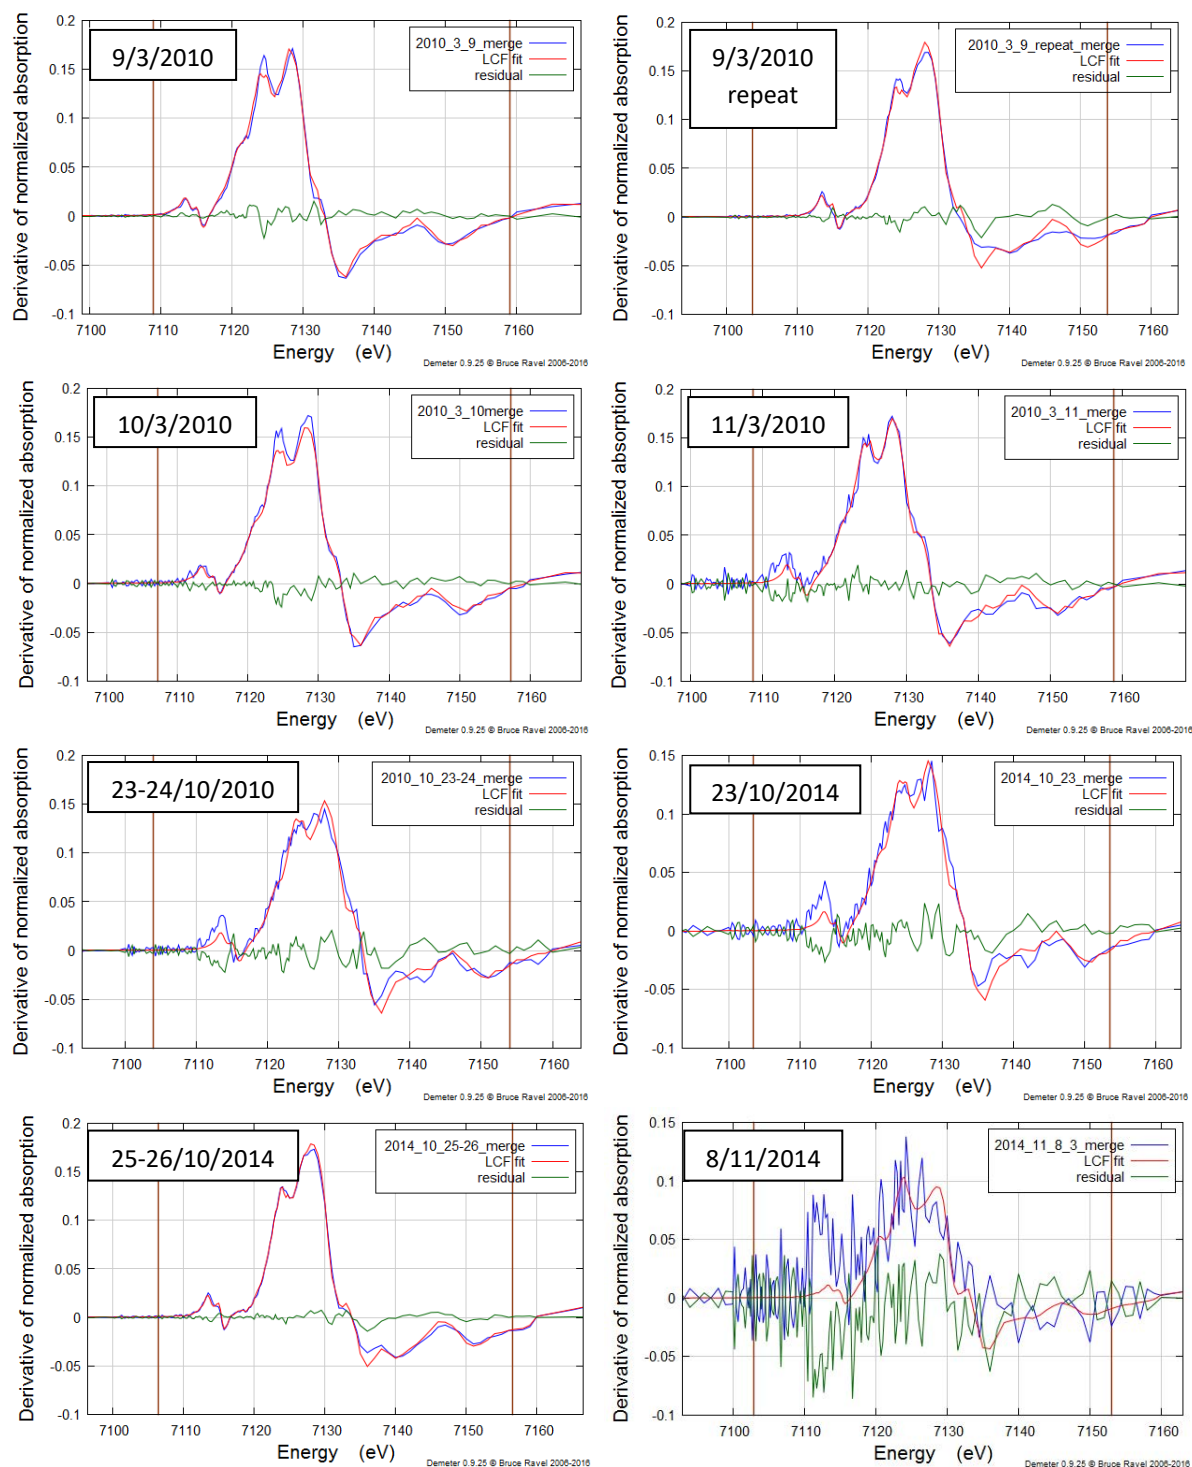 9/3/2010
2010_3_9_merge
LCF fit
residual
Derivative of normalized absorption
0.2
0.15
0.1
0.05
0
-0.05
-0.1
7100 7110 7120 7130 7140 7150 7160
Energy (eV)
Demeter 0.9.25 © Bruce Ravel 2006-2016
9/3/2010
repeat
2010_3_9_repeat_merge
LCF fit
residual
Derivative of normalized absorption
0.2
0.15
0.1
0.05
0
-0.05
-0.1
7100 7110 7120 7130 7140 7150 7160
Energy (eV)
Demeter 0.9.25 © Bruce Ravel 2006-2016
10/3/2010
2010_3_10merge
LCF fit
residual
Derivative of normalized absorption
0.2
0.15
0.1
0.05
0
-0.05
-0.1
7100 7110 7120 7130 7140 7150 7160
Energy (eV)
Demeter 0.9.25 © Bruce Ravel 2006-2016
11/3/2010
2010_3_11_merge
LCF fit
residual
Derivative of normalized absorption
0.2
0.15
0.1
0.05
0
-0.05
-0.1
7100 7110 7120 7130 7140 7150 7160
Energy (eV)
Demeter 0.9.25 © Bruce Ravel 2006-2016
23-24/10/2010
2010_10_23-24_merge
LCF fit
residual
Derivative of normalized absorption
0.2
0.15
0.1
0.05
0
-0.05
-0.1
7100 7110 7120 7130 7140 7150 7160
Energy (eV)
Demeter 0.9.25 © Bruce Ravel 2006-2016
23/10/2014
2014_10_23_merge
LCF fit
residual
Derivative of normalized absorption
0.15
0.1
0.05
0
-0.05
-0.1
7100 7110 7120 7130 7140 7150 7160
Energy (eV)
Demeter 0.9.25 © Bruce Ravel 2006-2016
25-26/10/2014
2014_10_25-26_merge
LCF fit
residual
Derivative of normalized absorption
0.2
0.15
0.1
0.05
0
-0.05
-0.1
7100 7110 7120 7130 7140 7150 7160
Energy (eV)
Demeter 0.9.25 © Bruce Ravel 2006-2016
8/11/2014
2014_11_8_3_merge
LCF fit
residual
Derivative of normalized absorption
0.15
0.1
0.05
0
-0.05
-0.1
7100 7110 7120 7130 7140 7150 7160
Energy (eV)
Demeter 0.9.25 © Bruce Ravel 2006-2016